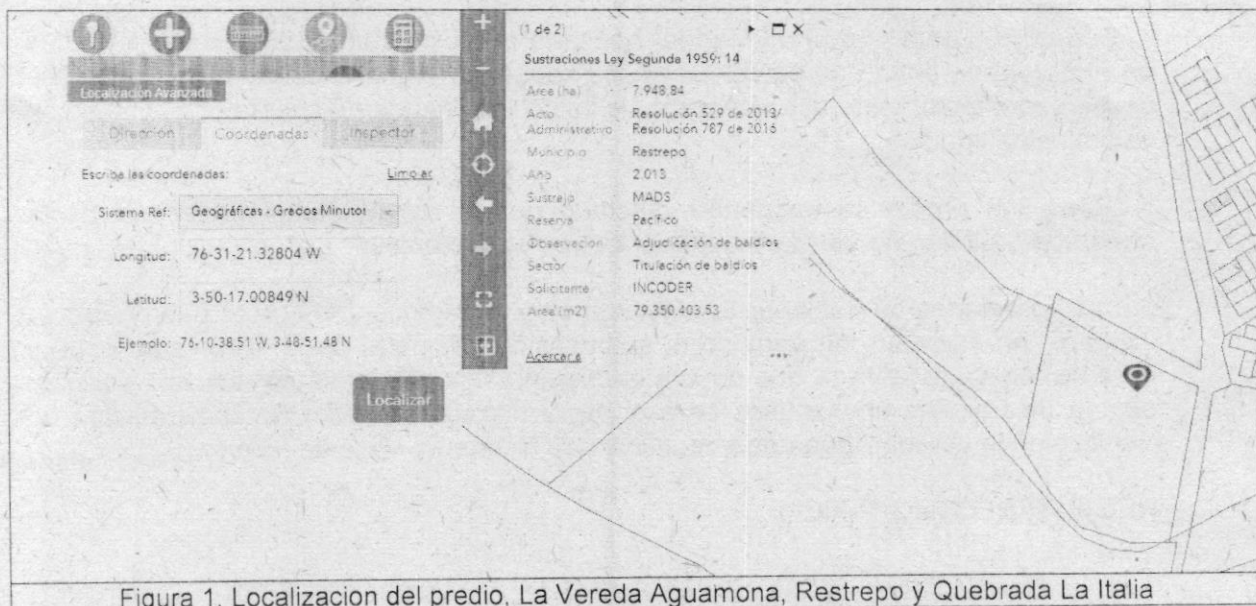 Localización Avanzada
Dirección Coordenadas Inspector
Escriba las coordenadas: Limpiar
Sistema Ref: Geográficas - Grados Minutos
Longitud: 76-31-21.32804 W
Latitud: 3-50-17.00849 N
Ejemplo: 76-10-38.51 W, 3-48-51.48 N
Localizar
(1 de 2)
Sustraciones Ley Segunda 1959: 14
Area (ha) 7.948,84
Acto Administrativo Resolución 529 de 2013/
Resolución 787 de 2015
Municipio Restrepo
Año 2.013
Sustrajo MADS
Reserva Pacífico
Observación Adjudicación de baldios
Sector Titulación de baldios
Solicitante INCODER
Area (m2) 79.350.403,53
Acercar a
Figura 1. Localizacion del predio, La Vereda Aguamona, Restrepo y Quebrada La Italia